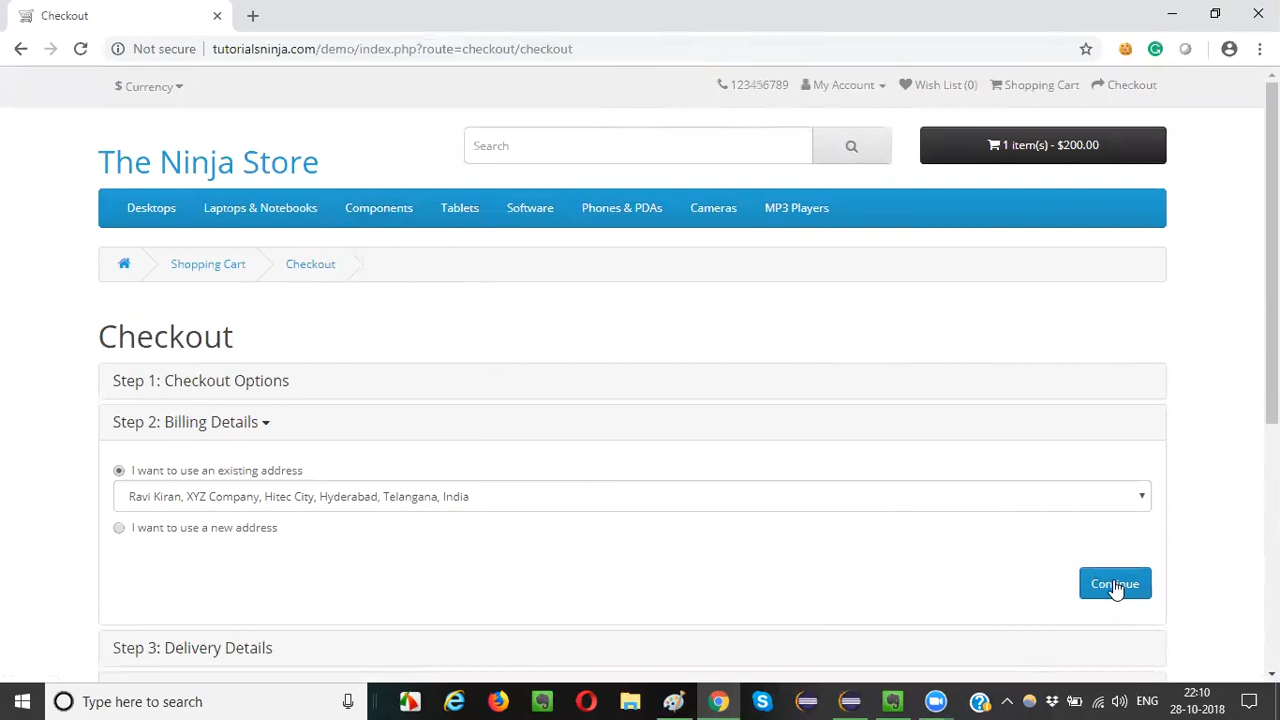 Checkout
Not secure
tutorialsninja.com/demo/index.php?route=checkout/checkout
$ Currency
123456789
My Account
Wish List (0)
Shopping Cart
Checkout
The Ninja Store
Search
1 item(s) - $200.00
Desktops
Laptops & Notebooks
Components
Tablets
Software
Phones & PDAs
Cameras
MP3 Players
Shopping Cart
Checkout
Checkout
Step 1: Checkout Options
Step 2: Billing Details
I want to use an existing address
Ravi Kiran, XYZ Company, Hitec City, Hyderabad, Telangana, India
I want to use a new address
Continue
Step 3: Delivery Details
Type here to search
ENG
22:10
28-10-2018